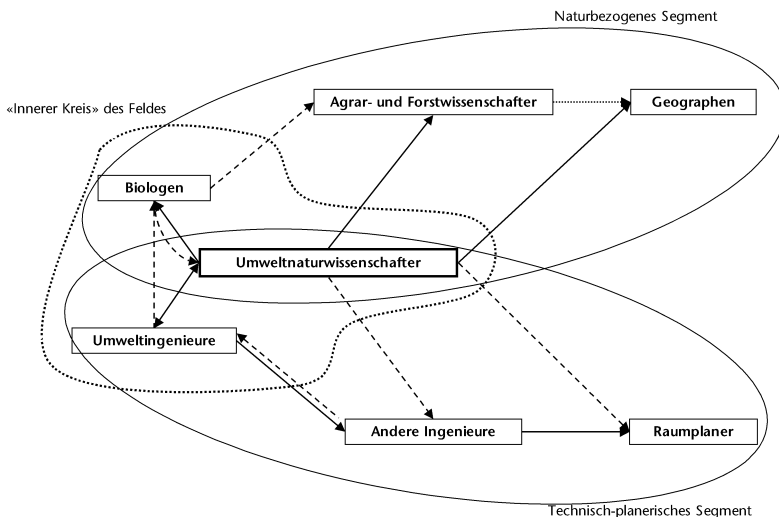 Naturbezogenes Segment
«Innerer Kreis» des Feldes
Agrar- und Forstwissenschafter
Geographen
Biologen
Umweltnaturwissenschafter
Umweltingenieure
Andere Ingenieure
Raumplaner
Technisch-planerisches Segment